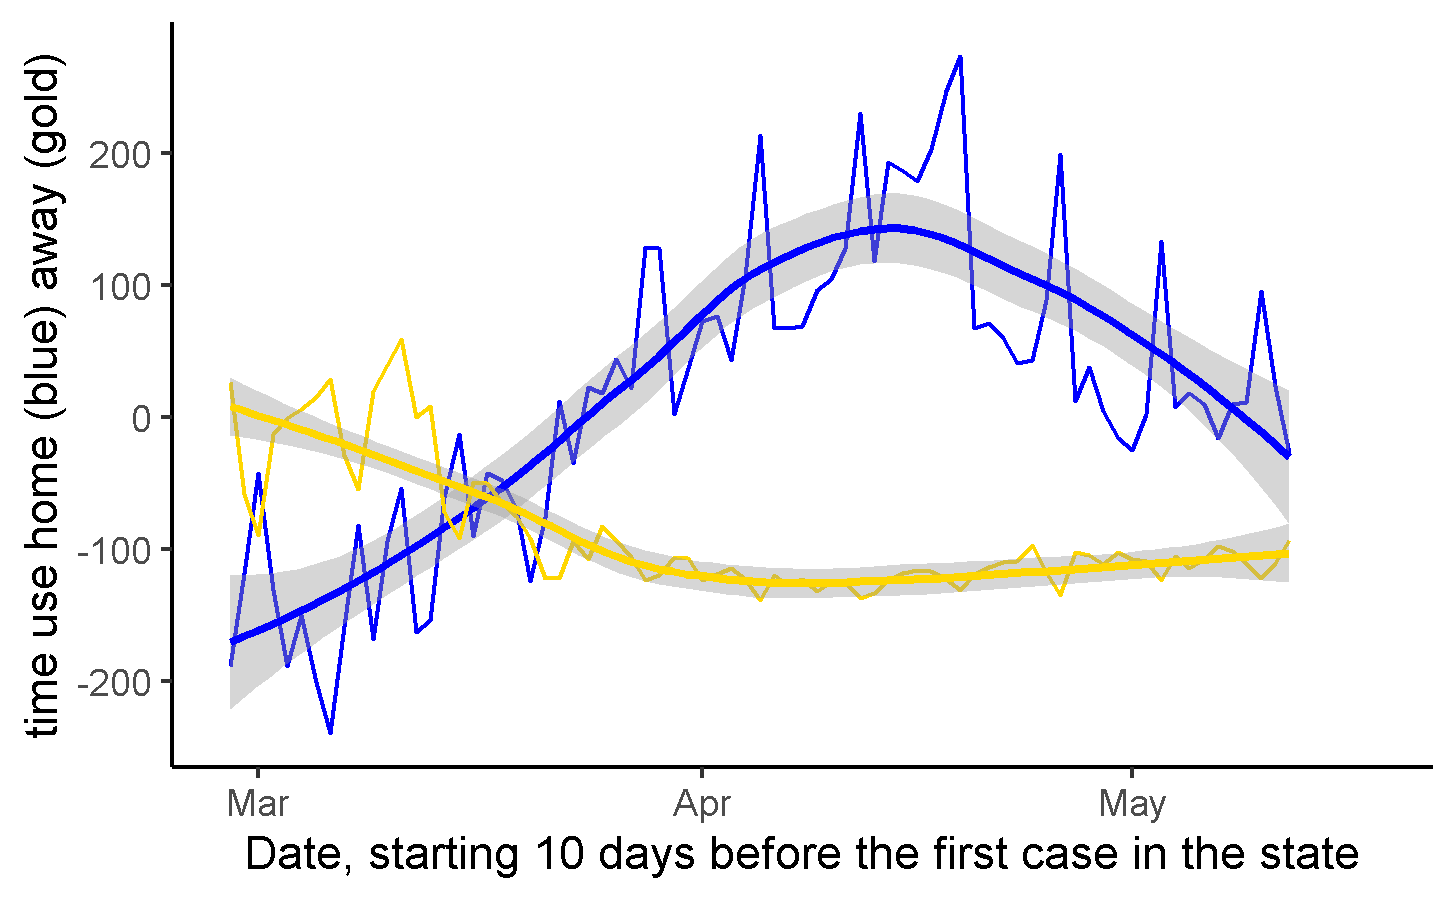 time use home (blue) away (gold)
200
100
0
-100
-200
Mar Apr May
Date, starting 10 days before the first case in the state